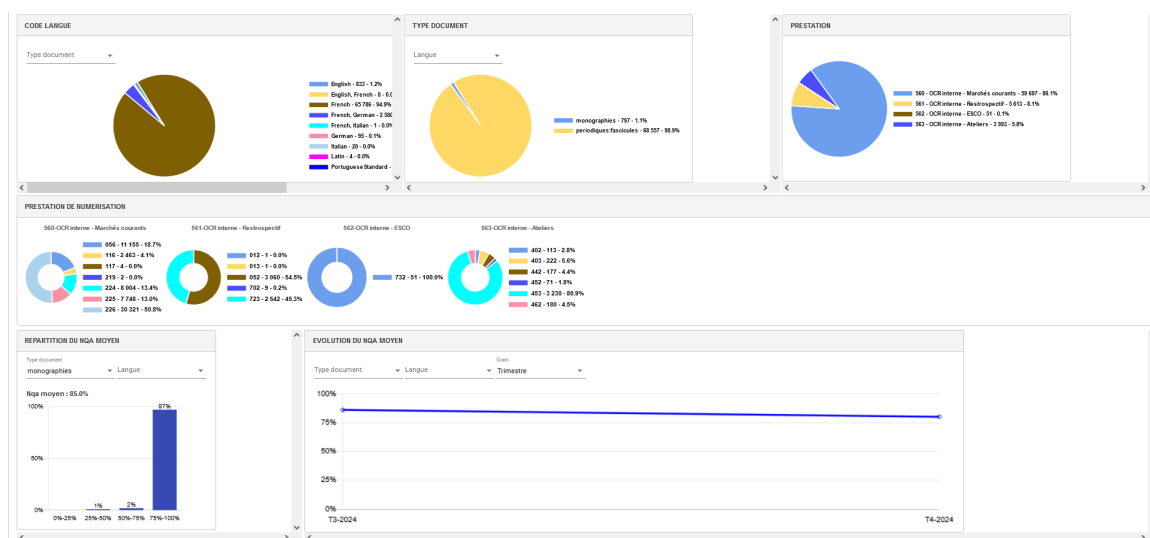 CODE LANGUE
Type document
English - 833 - 1.2%
English, French - 8 - 0.0
French - 65 786 - 94.9%
French, German - 2 580
French, Italian - 1 - 0.0%
German - 95 - 0.1%
Italian - 20 - 0.0%
Latin - 4 - 0.0%
Portuguese Standard -
TYPE DOCUMENT
Langue
monographies - 797 - 1.1%
periodiques:fascicules - 68 557 - 98.9%
PRESTATION
560 - OCR interne - Marchés courants - 59 697 - 86.1%
561 - OCR interne - Restrospectif - 5 613 - 8.1%
562 - OCR interne - ESCO - 51 - 0.1%
563 - OCR interne - Ateliers - 3 993 - 5.8%
PRESTATION DE NUMERISATION
560-OCR interne - Marchés courants
056 - 11 155 - 18.7%
116 - 2 463 - 4.1%
117 - 4 - 0.0%
219 - 2 - 0.0%
224 - 8 004 - 13.4%
225 - 7 748 - 13.0%
226 - 30 321 - 50.8%
561-OCR interne - Restrospectif
012 - 1 - 0.0%
013 - 1 - 0.0%
052 - 3 060 - 54.5%
702 - 9 - 0.2%
723 - 2 542 - 45.3%
562-OCR interne - ESCO
732 - 51 - 100.0%
563-OCR interne - Ateliers
402 - 113 - 2.8%
403 - 222 - 5.6%
442 - 177 - 4.4%
452 - 71 - 1.8%
453 - 3 230 - 80.9%
462 - 180 - 4.5%
REPARTITION DU NQA MOYEN
Type document
monographies
Langue
Nqa moyen : 85.0%
100%
50%
0%
1%
2%
97%
0%-25%
25%-50%
50%-75%
75%-100%
EVOLUTION DU NQA MOYEN
Type document
Langue
Grain
Trimestre
100%
75%
50%
25%
0%
T3-2024
T4-2024